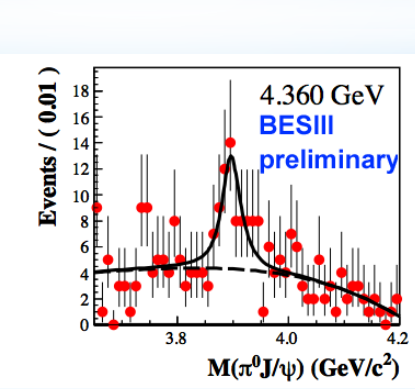 Events / ( 0.01 )
18
16
14
12
10
8
6
4
2
0
4.360 GeV
BESIII
preliminary
3.8 4.0 4.2
M(π⁰J/ψ) (GeV/c²)